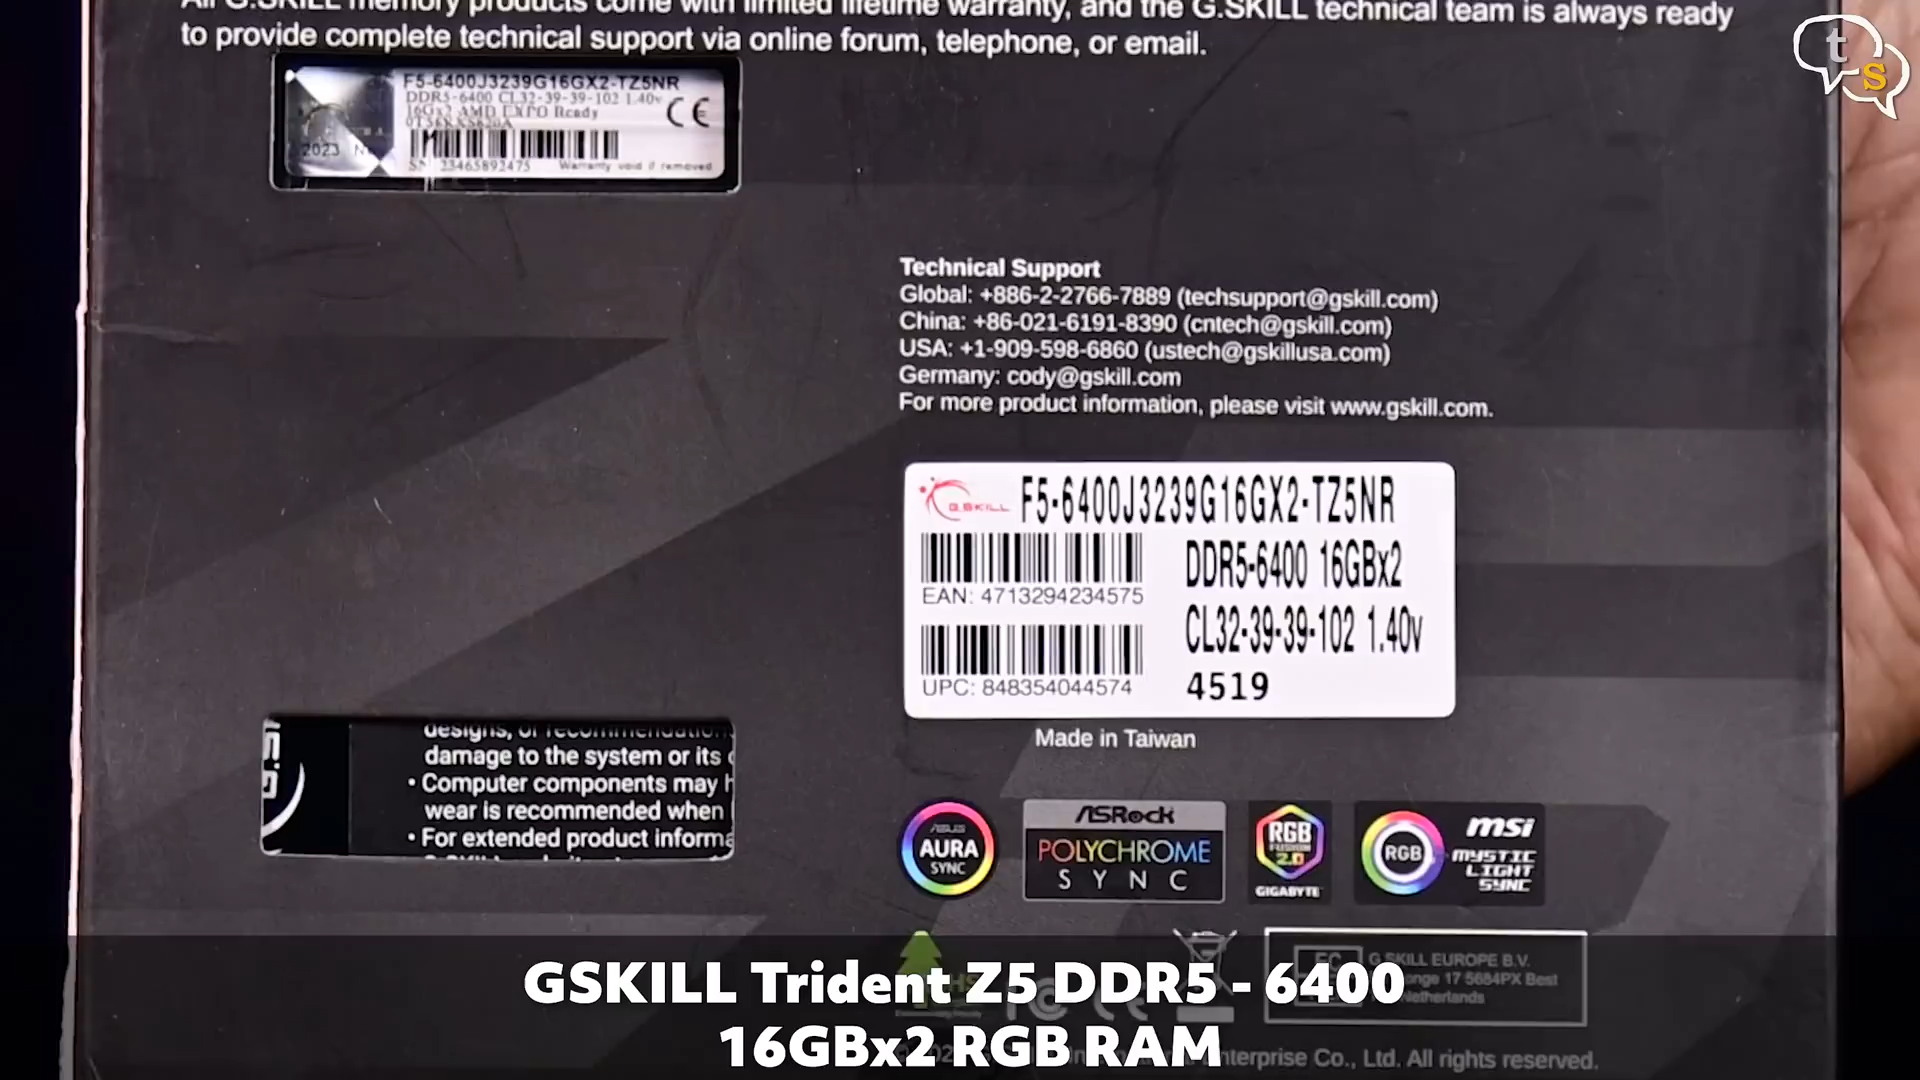 All G.SKILL memory products come with limited lifetime warranty, and the G.SKILL technical team is always ready
to provide complete technical support via online forum, telephone, or email.
ts
F5-6400J3239G16GX2-TZ5NR
DDR5-6400 CL32-39-39-102 1.40v
16Gx2 AMD EXPO Ready
CE
2023
SN 23465892475 Warranty void if removed
Technical Support
Global: +886-2-2766-7889 (techsupport@gskill.com)
China: +86-021-6191-8390 (cntech@gskill.com)
USA: +1-909-598-6860 (ustech@gskillusa.com)
Germany: cody@gskill.com
For more product information, please visit www.gskill.com.
G.SKILL F5-6400J3239G16GX2-TZ5NR
DDR5-6400 16GBx2
EAN: 4713294234575
CL32-39-39-102 1.40v
UPC: 848354044574
4519
Made in Taiwan
designs, or
damage to the system or its
• Computer components may
wear is recommended when
• For extended product
ASUS
AURA
SYNC
ASRock
POLYCHROME
SYNC
RGB
FUSION
2.0
GIGABYTE
RGB
msi
MYSTIC
LIGHT
SYNC
EC
G.SKILL EUROPE B.V.
17 5684PX Best
Netherlands
GSKILL Trident Z5 DDR5 - 6400
16GBx2 RGB RAM
Enterprise Co., Ltd. All rights reserved.